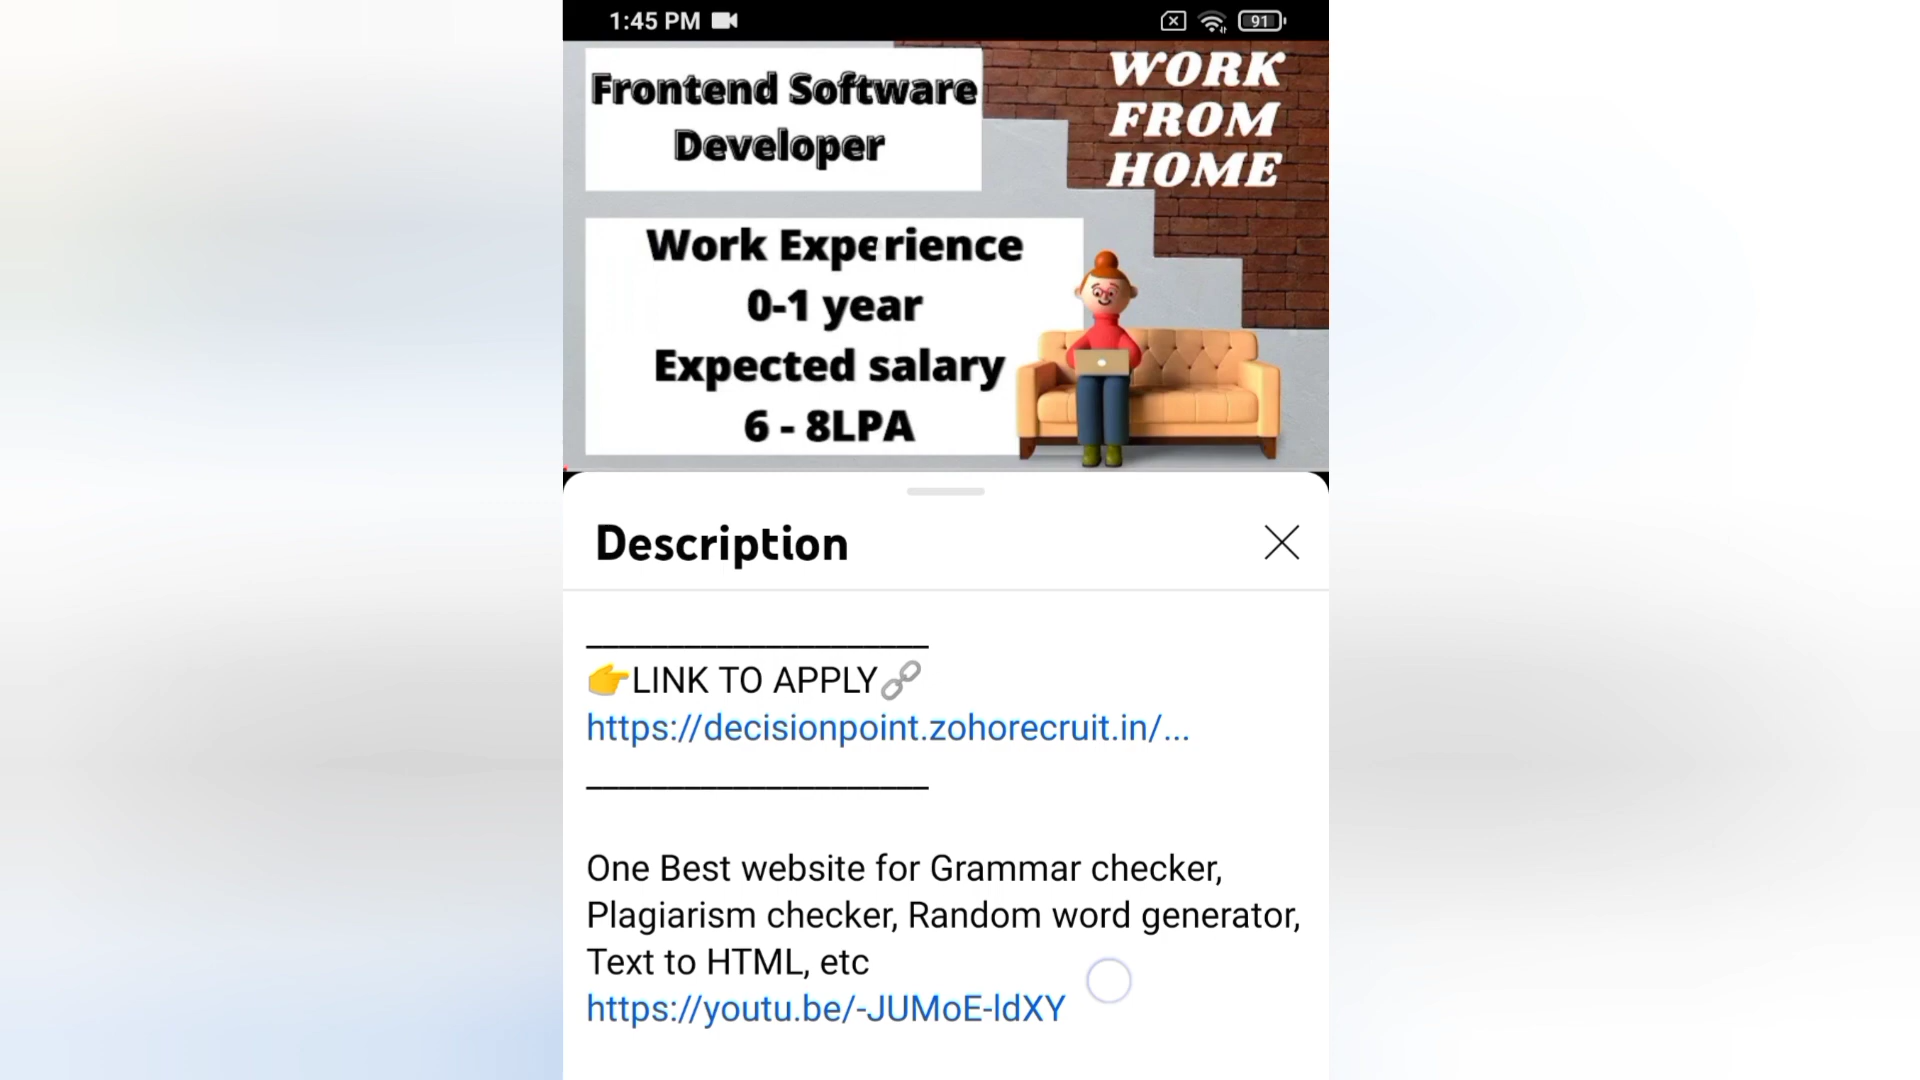 1:45 PM
91
Frontend Software
Developer
WORK
FROM
HOME
Work Experience
0-1 year
Expected salary
6 - 8LPA
Description
👉LINK TO APPLY🔗
https://decisionpoint.zohorecruit.in/...
One Best website for Grammar checker,
Plagiarism checker, Random word generator,
Text to HTML, etc
https://youtu.be/-JUMoE-ldXY